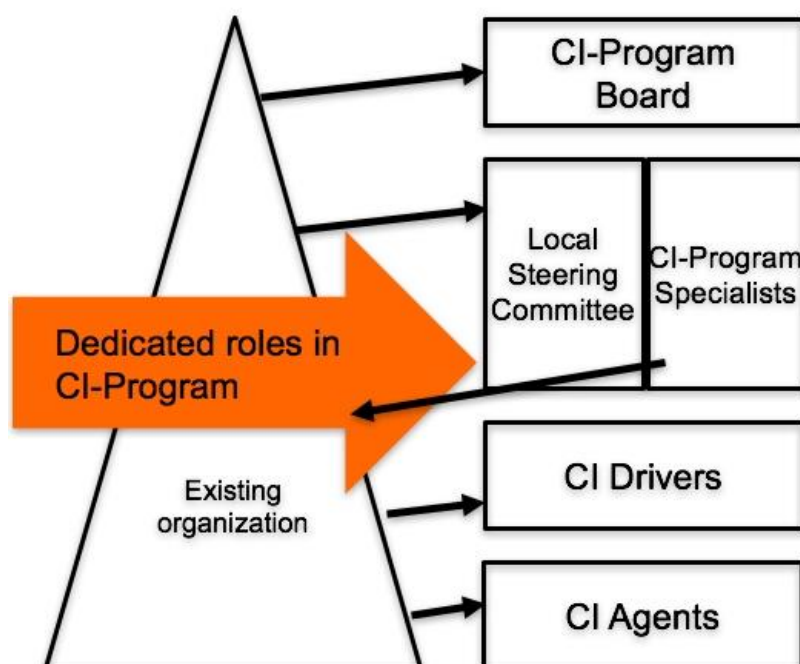 CI-Program
Board
Local
Steering
Committee
CI-Program
Specialists
Dedicated roles in
CI-Program
Existing
organization
CI Drivers
CI Agents